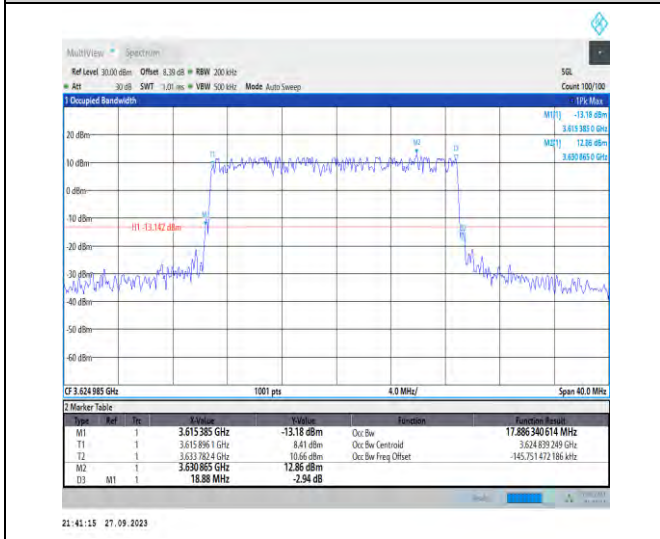 MultiView Spectrum
Ref Level 30.00 dBm Offset 8.39 dB RBW 200 kHz SGL
Att 30 dB SWT 1.01 ms VBW 500 kHz Mode Auto Sweep Count 100/100
1 Occupied Bandwidth 1Pk Max
M1[1] -13.18 dBm
3.615 385 0 GHz
20 dBm M2 M2[1] 12.86 dBm
3.630 865 0 GHz
10 dBm
0 dBm
-10 dBm
H1 -13.142 dBm
-20 dBm
-30 dBm
-40 dBm
-50 dBm
-60 dBm
CF 3.624 985 GHz 1001 pts 4.0 MHz/ Span 40.0 MHz
2 Marker Table
Type Ref Trc X-Value Y-Value Function Function Result
M1 1 3.615 385 GHz -13.18 dBm Occ Bw 17.886 340 614 MHz
T1 1 3.615 896 1 GHz 8.41 dBm Occ Bw Centroid 3.624 839 249 GHz
T2 1 3.633 782 4 GHz 10.66 dBm Occ Bw Freq Offset -145.751 472 186 kHz
M2 1 3.630 865 GHz 12.86 dBm
D3 M1 1 18.88 MHz -2.94 dB
21:41:15 27.09.2023